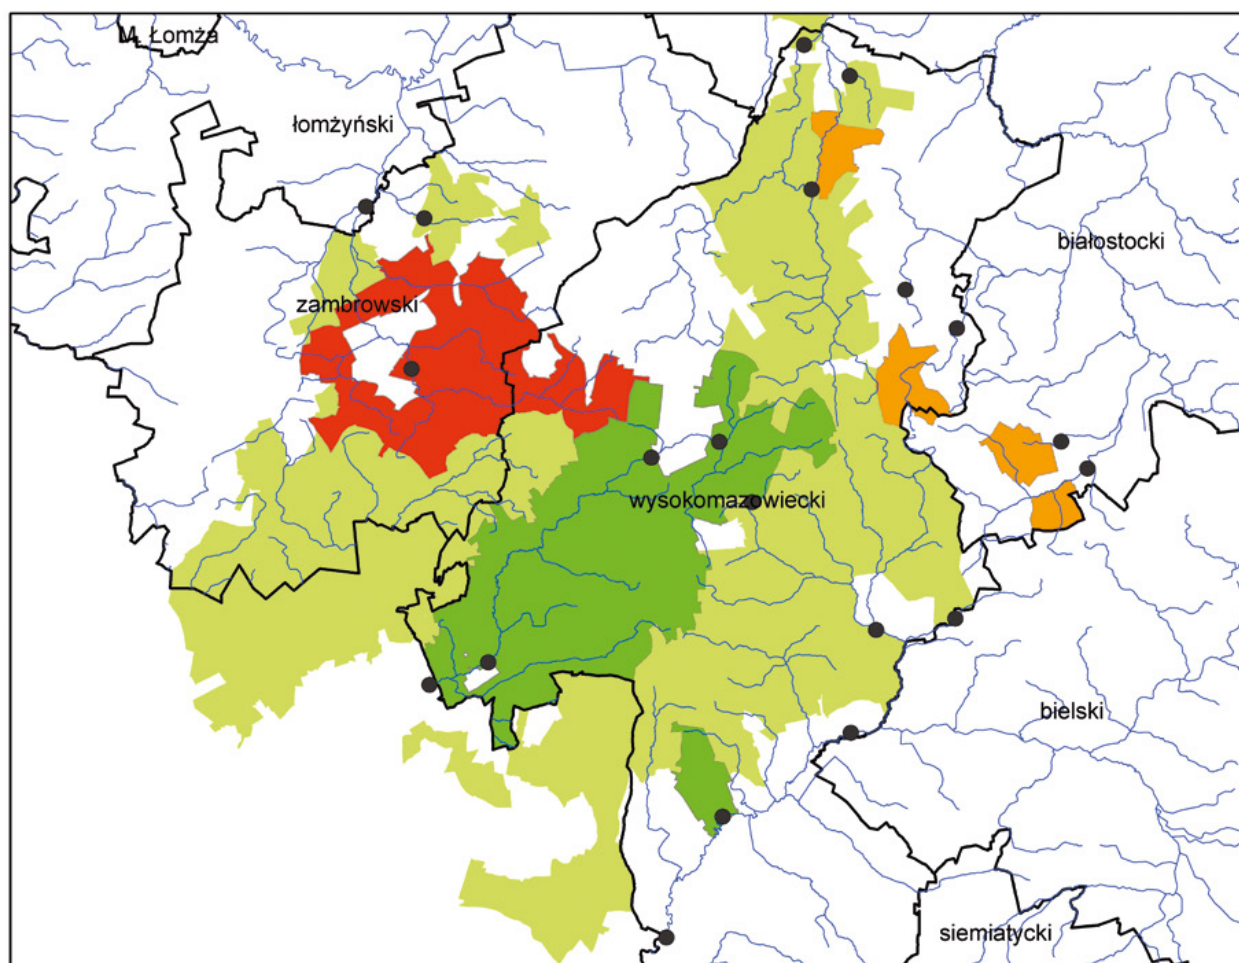 M. Łomża
łomżyński
białostocki
zambrowski
wysokomazowiecki
bielski
siemiatycki